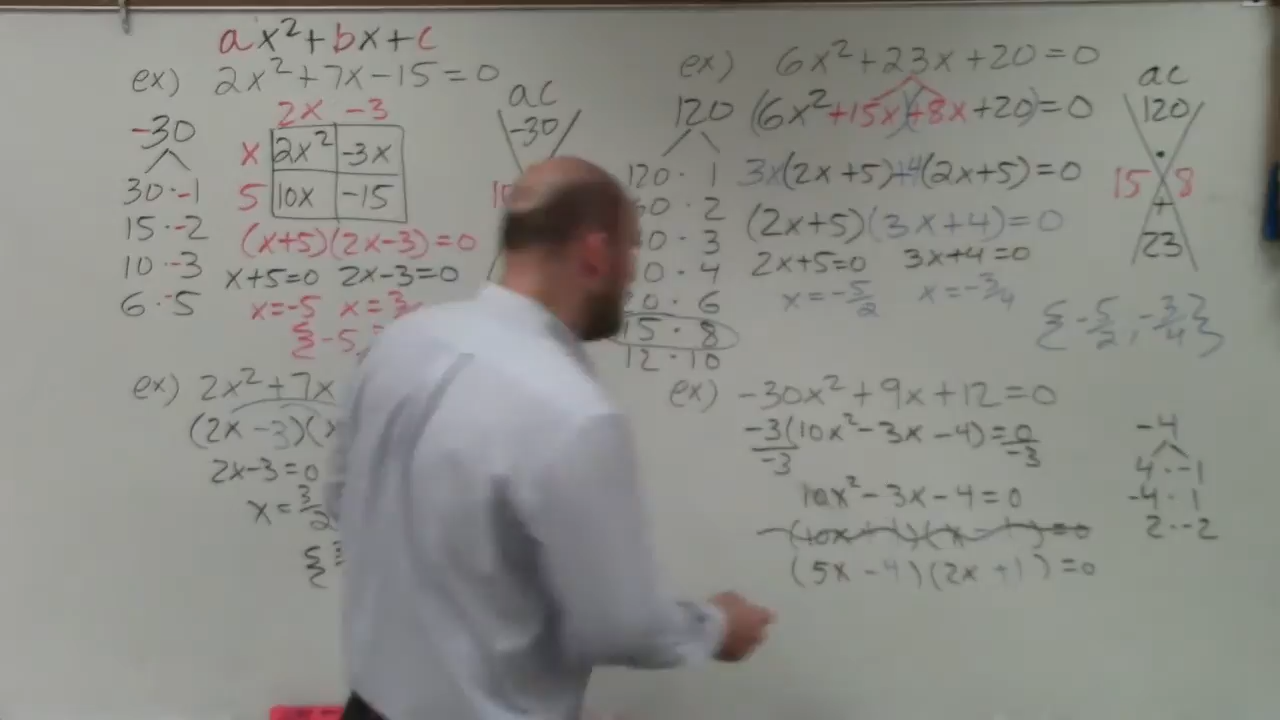 ax²+bx+c
ex) 2x²+7x-15=0
-30
30·-1
15·-2
10·-3
6·-5
2x -3
x 2x² -3x
5 10x -15
(x+5)(2x-3)=0
x+5=0 2x-3=0
x=-5 x=3/
{-5,
ac
-30
ex) 2x²+7x
(2x-3)(
2x-3=0
x=3/2
{
ex) 6x²+23x+20=0
120 (6x²+15x)(+8x+20)=0
120·1
·2
·3
·4
·6
15·8
12·10
3x(2x+5)+4(2x+5)=0
(2x+5)(3x+4)=0
2x+5=0 3x+4=0
x=-5/2 x=-3/4
{-5/2,-3/4}
ac
120
·
15 8
+
23
ex) -30x²+9x+12=0
-3(10x²-3x-4)=0
-3 -3
10x²-3x-4=0
(5x-4)(2x+1)=0
-4
4·-1
-4·1
2·-2